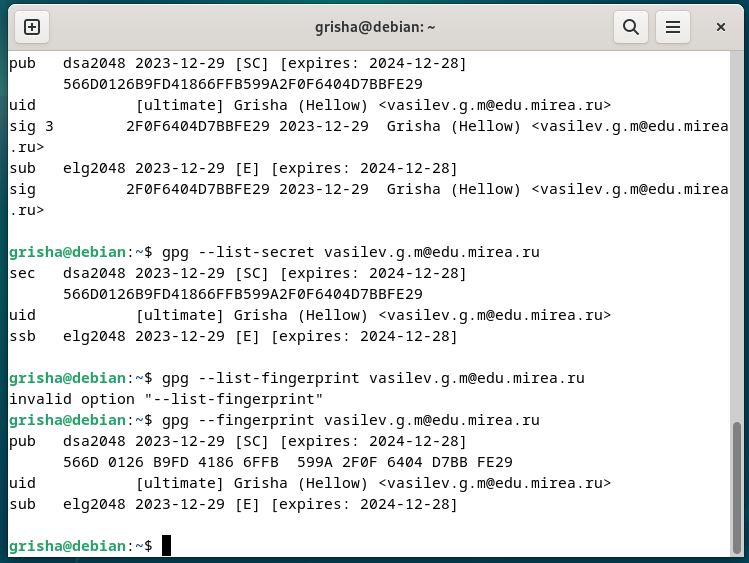 grisha@debian: ~
pub   dsa2048 2023-12-29 [SC] [expires: 2024-12-28]
      566D0126B9FD41866FFB599A2F0F6404D7BBFE29
uid           [ultimate] Grisha (Hellow) <vasilev.g.m@edu.mirea.ru>
sig 3        2F0F6404D7BBFE29 2023-12-29  Grisha (Hellow) <vasilev.g.m@edu.mirea
.ru>
sub   elg2048 2023-12-29 [E] [expires: 2024-12-28]
sig          2F0F6404D7BBFE29 2023-12-29  Grisha (Hellow) <vasilev.g.m@edu.mirea
.ru>
grisha@debian:~$ gpg --list-secret vasilev.g.m@edu.mirea.ru
sec   dsa2048 2023-12-29 [SC] [expires: 2024-12-28]
      566D0126B9FD41866FFB599A2F0F6404D7BBFE29
uid           [ultimate] Grisha (Hellow) <vasilev.g.m@edu.mirea.ru>
ssb   elg2048 2023-12-29 [E] [expires: 2024-12-28]
grisha@debian:~$ gpg --list-fingerprint vasilev.g.m@edu.mirea.ru
invalid option "--list-fingerprint"
grisha@debian:~$ gpg --fingerprint vasilev.g.m@edu.mirea.ru
pub   dsa2048 2023-12-29 [SC] [expires: 2024-12-28]
      566D 0126 B9FD 4186 6FFB  599A 2F0F 6404 D7BB FE29
uid           [ultimate] Grisha (Hellow) <vasilev.g.m@edu.mirea.ru>
sub   elg2048 2023-12-29 [E] [expires: 2024-12-28]
grisha@debian:~$